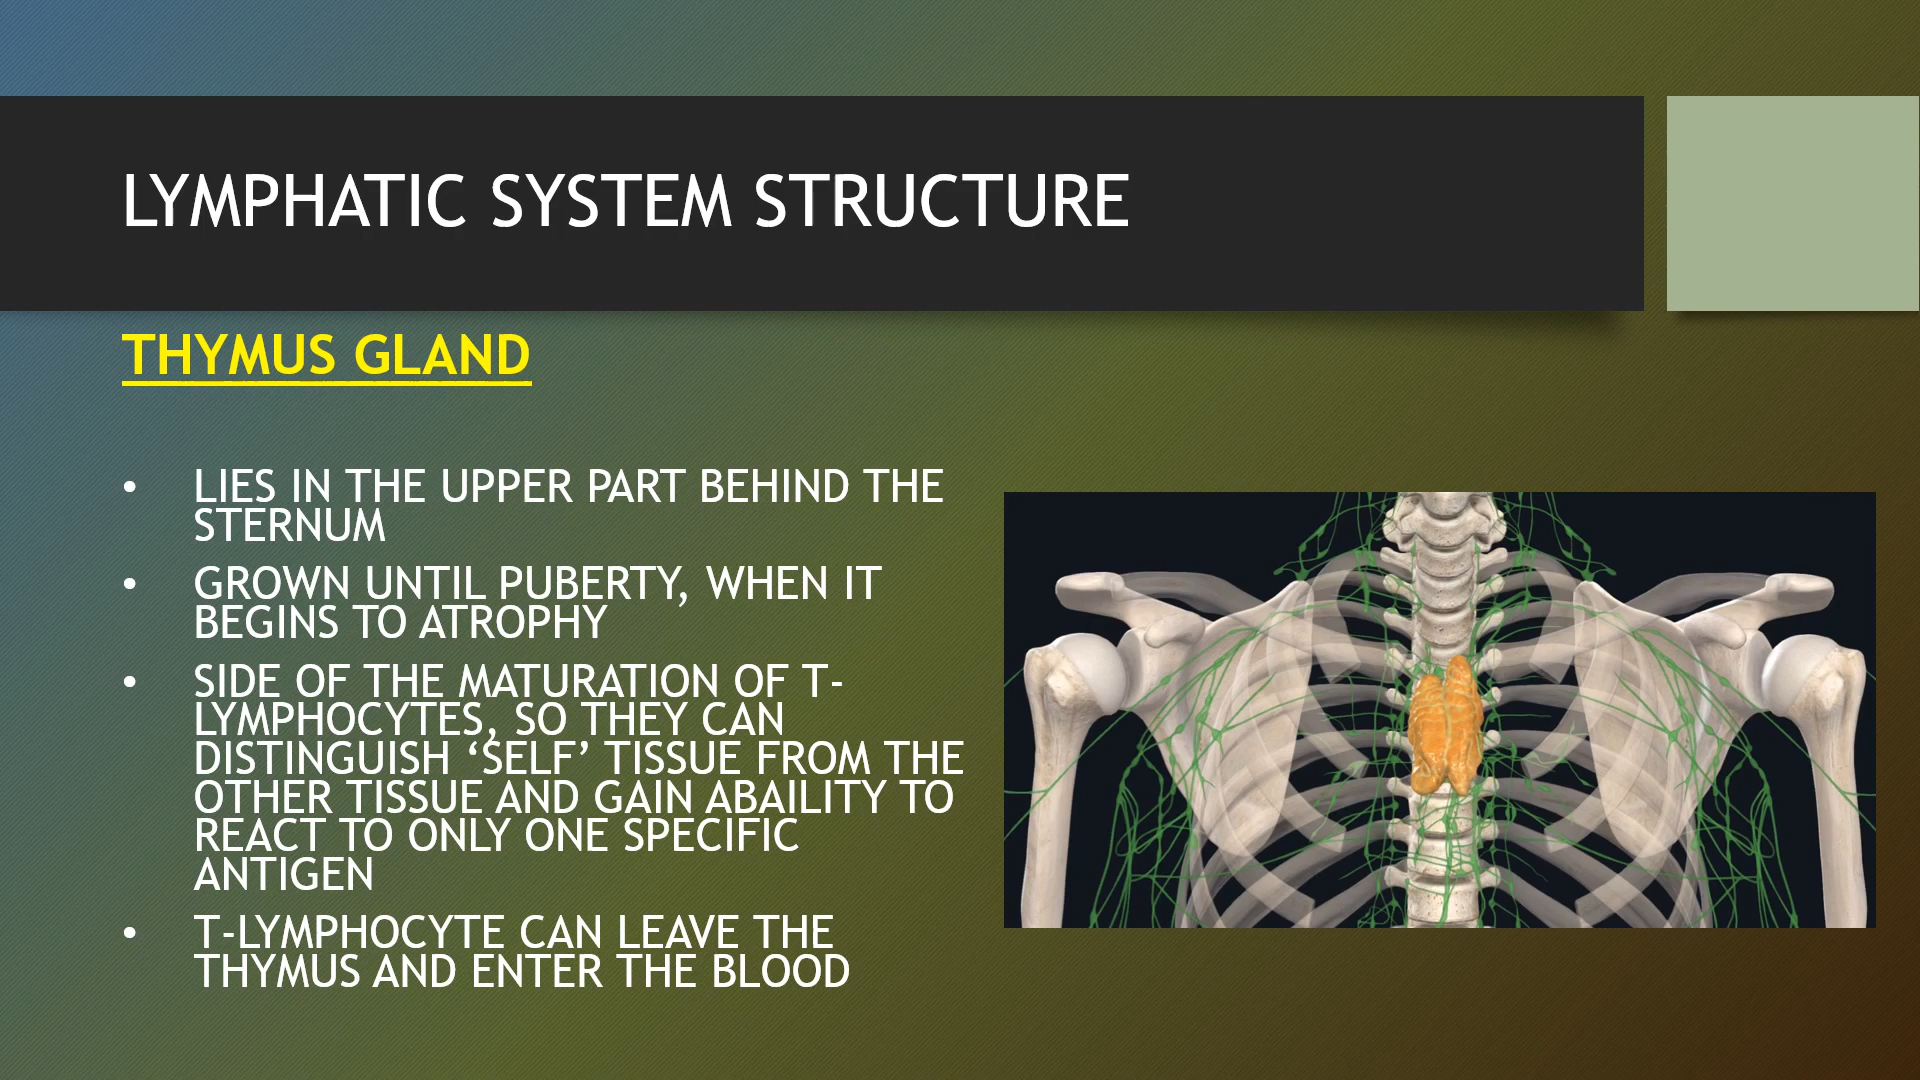 LYMPHATIC SYSTEM STRUCTURE
THYMUS GLAND
• LIES IN THE UPPER PART BEHIND THE
STERNUM
• GROWN UNTIL PUBERTY, WHEN IT
BEGINS TO ATROPHY
• SIDE OF THE MATURATION OF T-
LYMPHOCYTES, SO THEY CAN
DISTINGUISH ‘SELF’ TISSUE FROM THE
OTHER TISSUE AND GAIN ABAILITY TO
REACT TO ONLY ONE SPECIFIC
ANTIGEN
• T-LYMPHOCYTE CAN LEAVE THE
THYMUS AND ENTER THE BLOOD